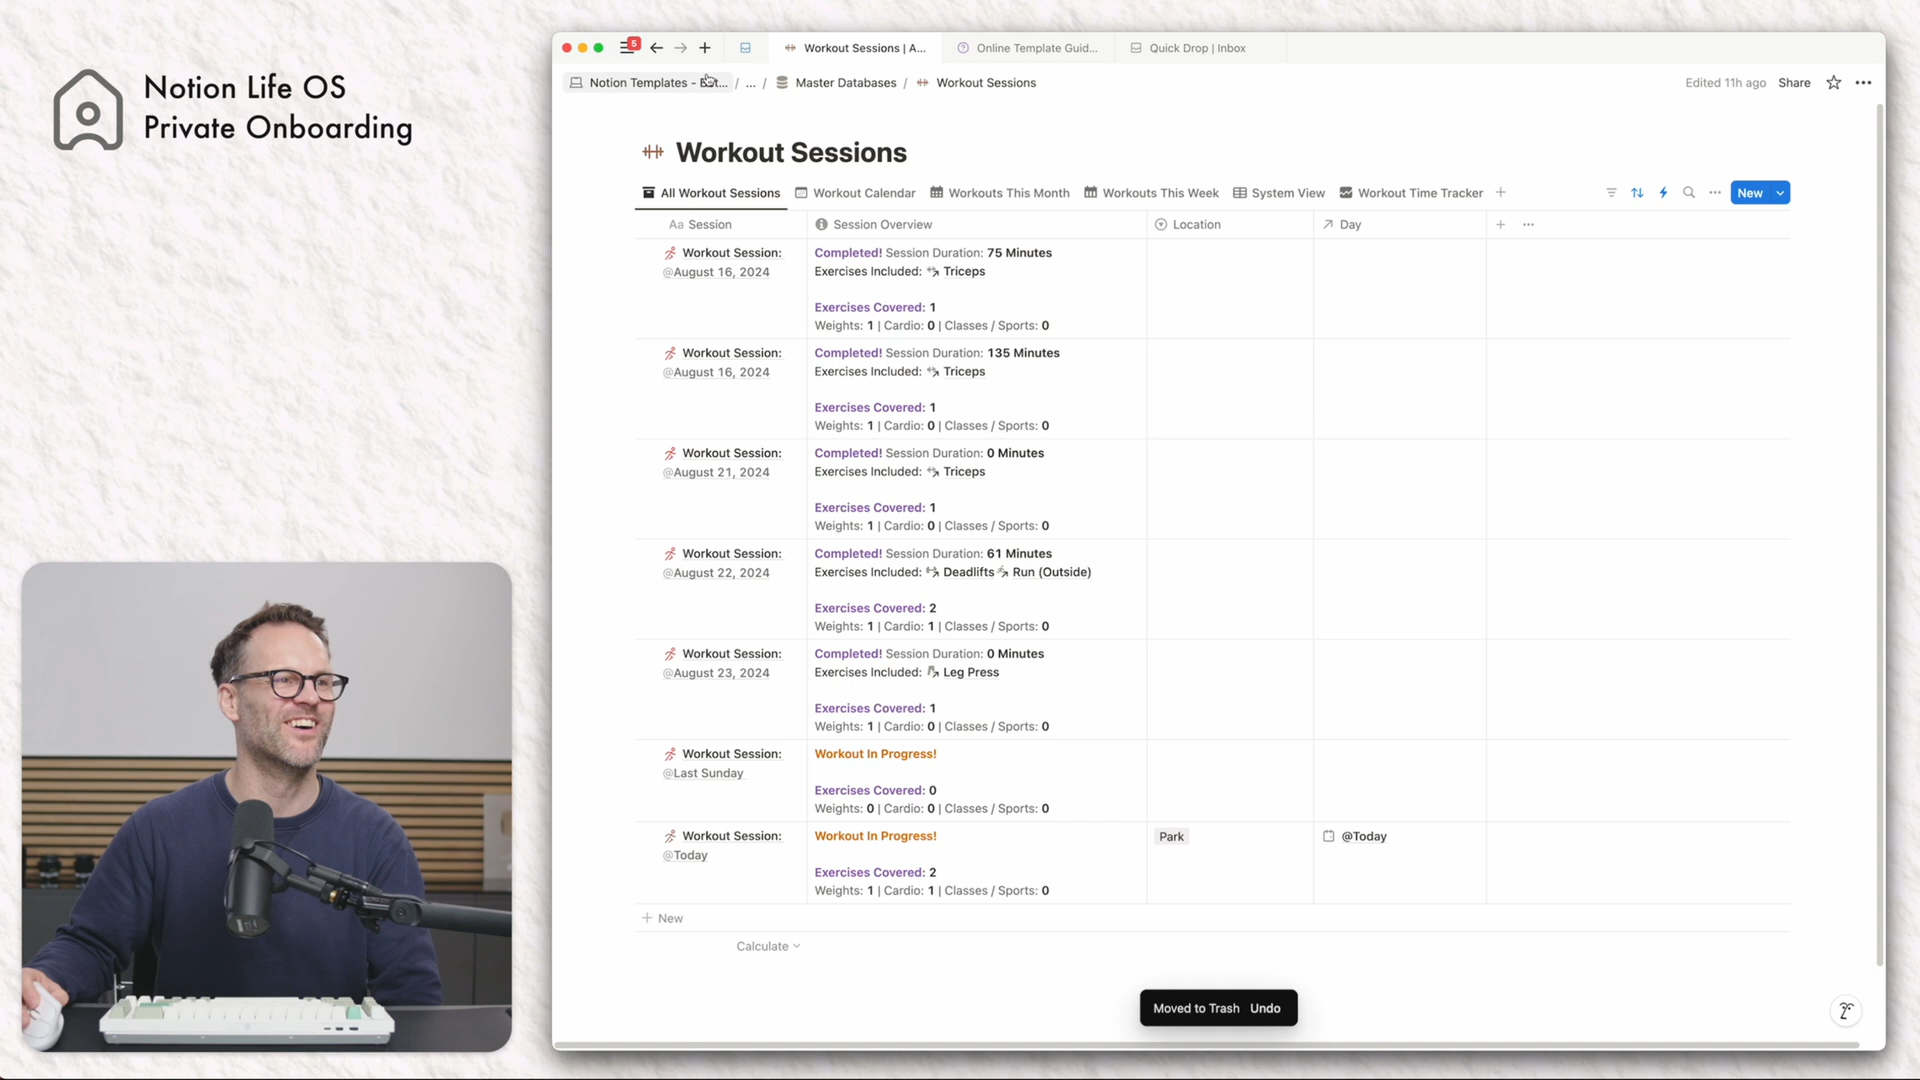 Notion Life OS
Private Onboarding
5
Workout Sessions | A...
Online Template Guid...
Quick Drop | Inbox
Notion Templates - / ... / Master Databases / Workout Sessions
Edited 11h ago Share
Workout Sessions
All Workout Sessions Workout Calendar Workouts This Month Workouts This Week System View Workout Time Tracker New
Aa Session Session Overview Location Day
Workout Session: @August 16, 2024
Completed! Session Duration: 75 Minutes
Exercises Included: Triceps
Exercises Covered: 1
Weights: 1 | Cardio: 0 | Classes / Sports: 0
Workout Session: @August 16, 2024
Completed! Session Duration: 135 Minutes
Exercises Included: Triceps
Exercises Covered: 1
Weights: 1 | Cardio: 0 | Classes / Sports: 0
Workout Session: @August 21, 2024
Completed! Session Duration: 0 Minutes
Exercises Included: Triceps
Exercises Covered: 1
Weights: 1 | Cardio: 0 | Classes / Sports: 0
Workout Session: @August 22, 2024
Completed! Session Duration: 61 Minutes
Exercises Included: Deadlifts Run (Outside)
Exercises Covered: 2
Weights: 1 | Cardio: 1 | Classes / Sports: 0
Workout Session: @August 23, 2024
Completed! Session Duration: 0 Minutes
Exercises Included: Leg Press
Exercises Covered: 1
Weights: 1 | Cardio: 0 | Classes / Sports: 0
Workout Session: @Last Sunday
Workout In Progress!
Exercises Covered: 0
Weights: 0 | Cardio: 0 | Classes / Sports: 0
Workout Session: @Today
Workout In Progress!
Exercises Covered: 2
Weights: 1 | Cardio: 1 | Classes / Sports: 0
Park
@Today
+ New
Calculate
Moved to Trash Undo